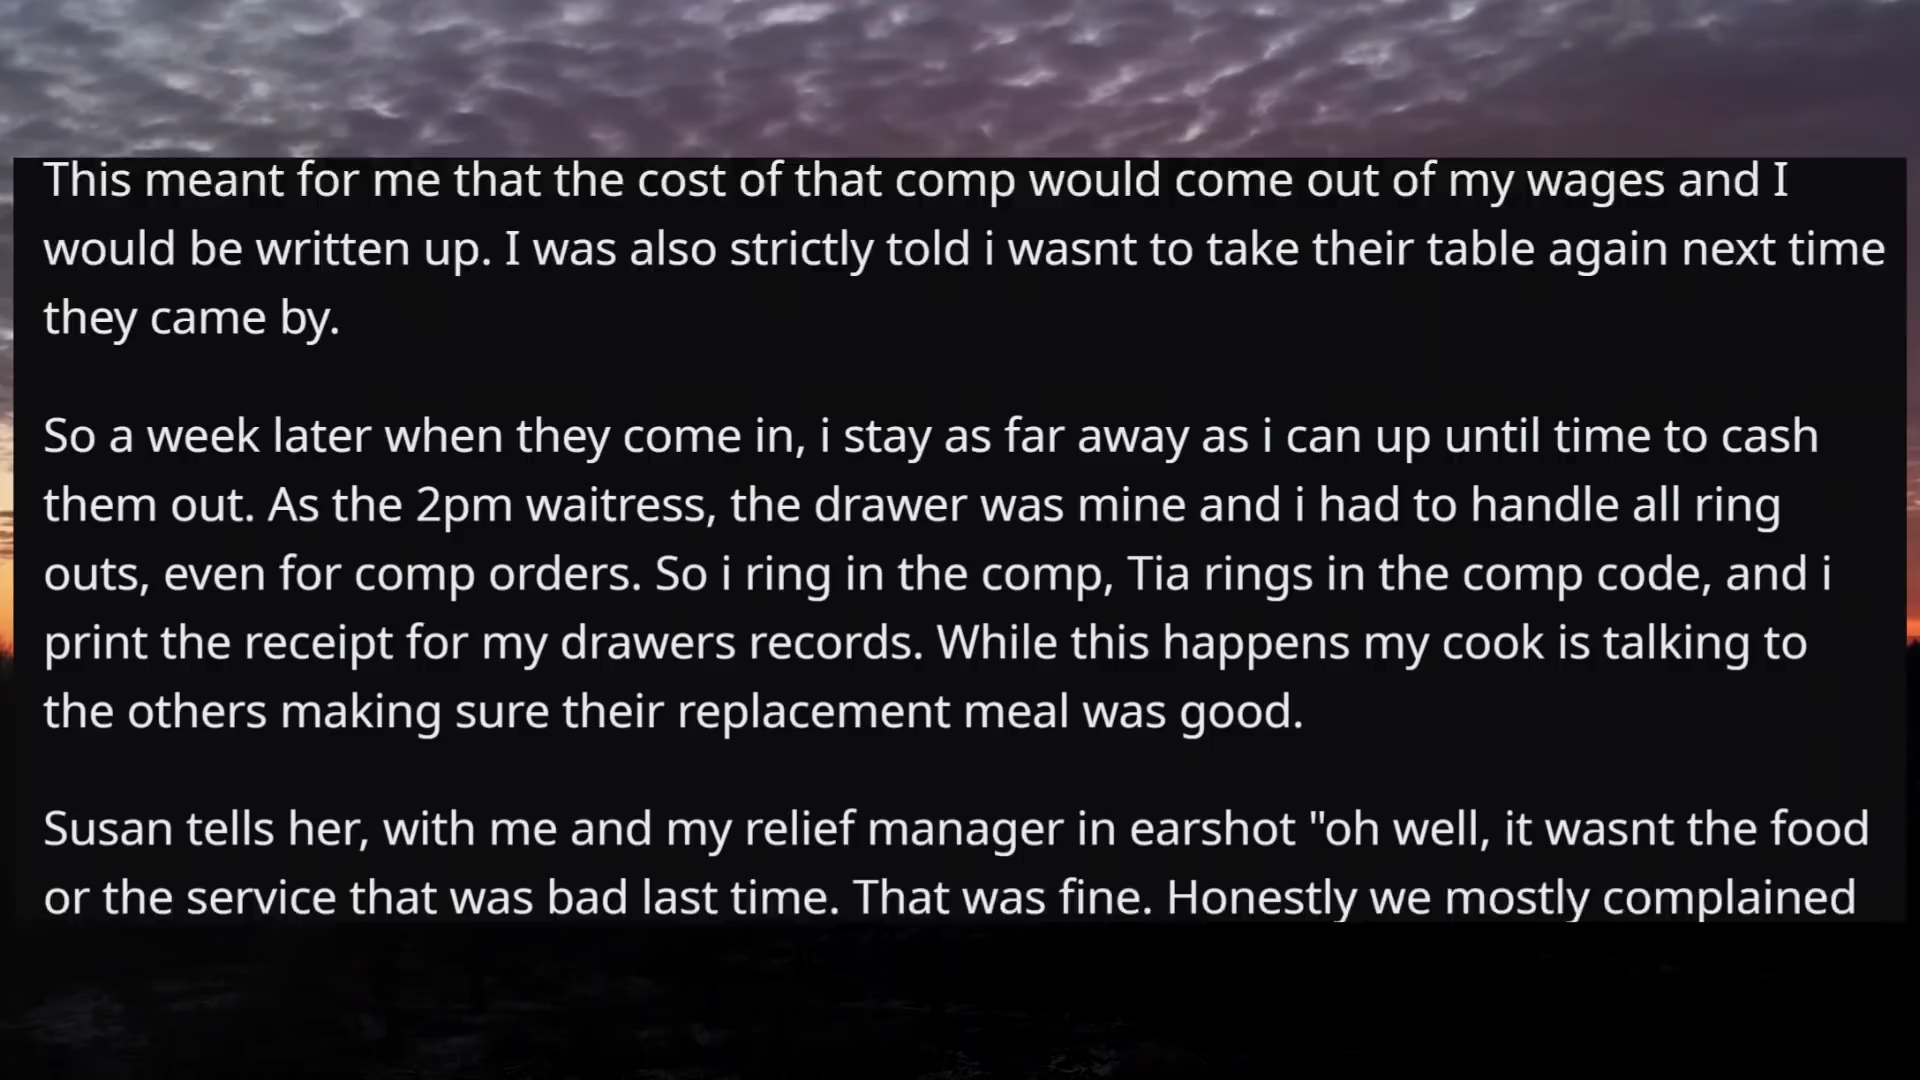 This meant for me that the cost of that comp would come out of my wages and I
would be written up. I was also strictly told i wasnt to take their table again next time
they came by.
So a week later when they come in, i stay as far away as i can up until time to cash
them out. As the 2pm waitress, the drawer was mine and i had to handle all ring
outs, even for comp orders. So i ring in the comp, Tia rings in the comp code, and i
print the receipt for my drawers records. While this happens my cook is talking to
the others making sure their replacement meal was good.
Susan tells her, with me and my relief manager in earshot "oh well, it wasnt the food
or the service that was bad last time. That was fine. Honestly we mostly complained